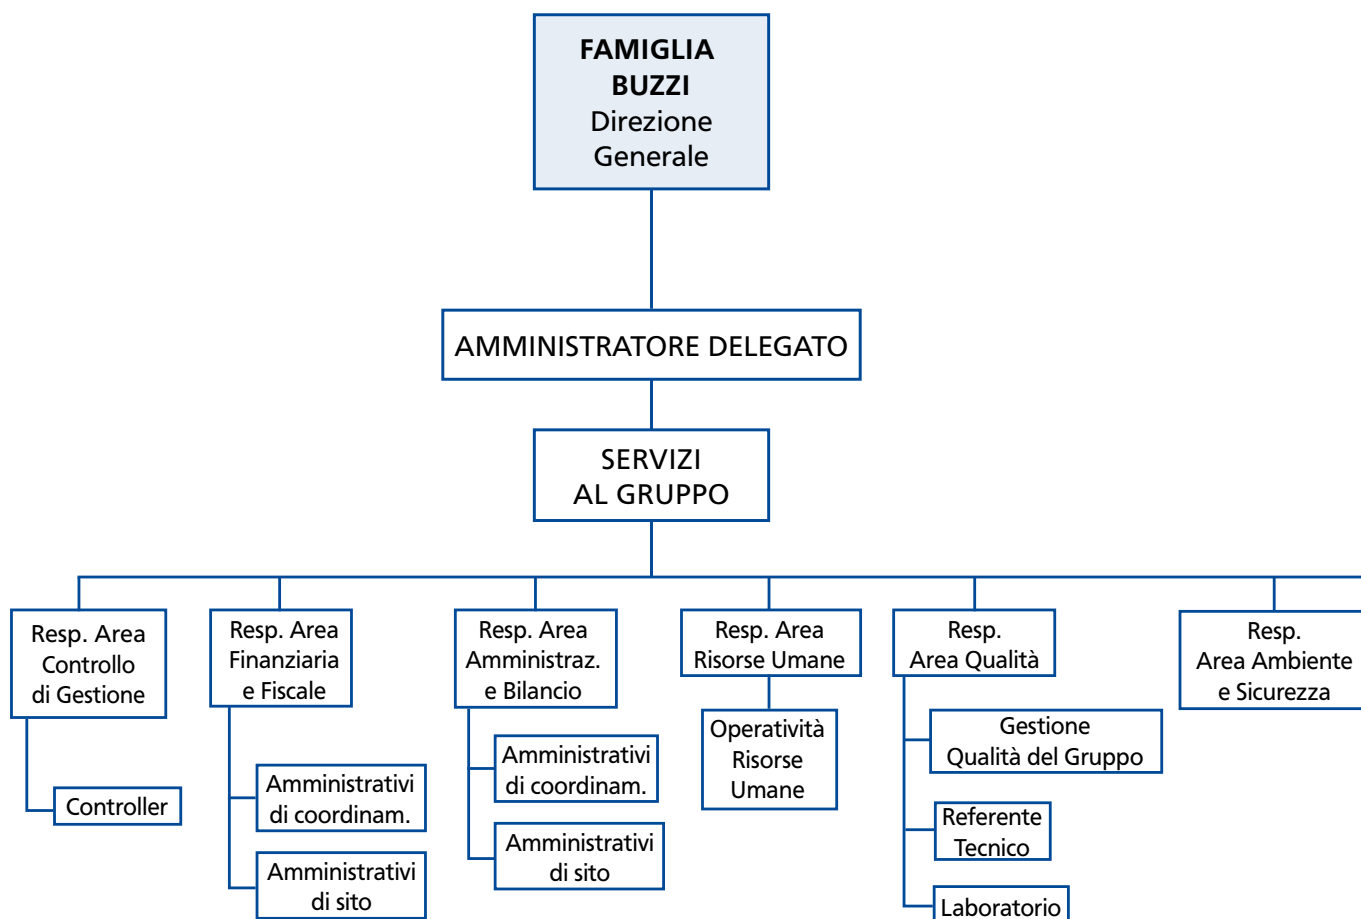 FAMIGLIA
BUZZI
Direzione
Generale
AMMINISTRATORE DELEGATO
SERVIZI
AL GRUPPO
Resp. Area
Controllo
di Gestione
Controller
Resp. Area
Finanziaria
e Fiscale
Amministrativi
di coordinam.
Amministrativi
di sito
Resp. Area
Amministraz.
e Bilancio
Amministrativi
di coordinam.
Amministrativi
di sito
Resp. Area
Risorse Umane
Operatività
Risorse
Umane
Resp.
Area Qualità
Gestione
Qualità del Gruppo
Referente
Tecnico
Laboratorio
Resp.
Area Ambiente
e Sicurezza